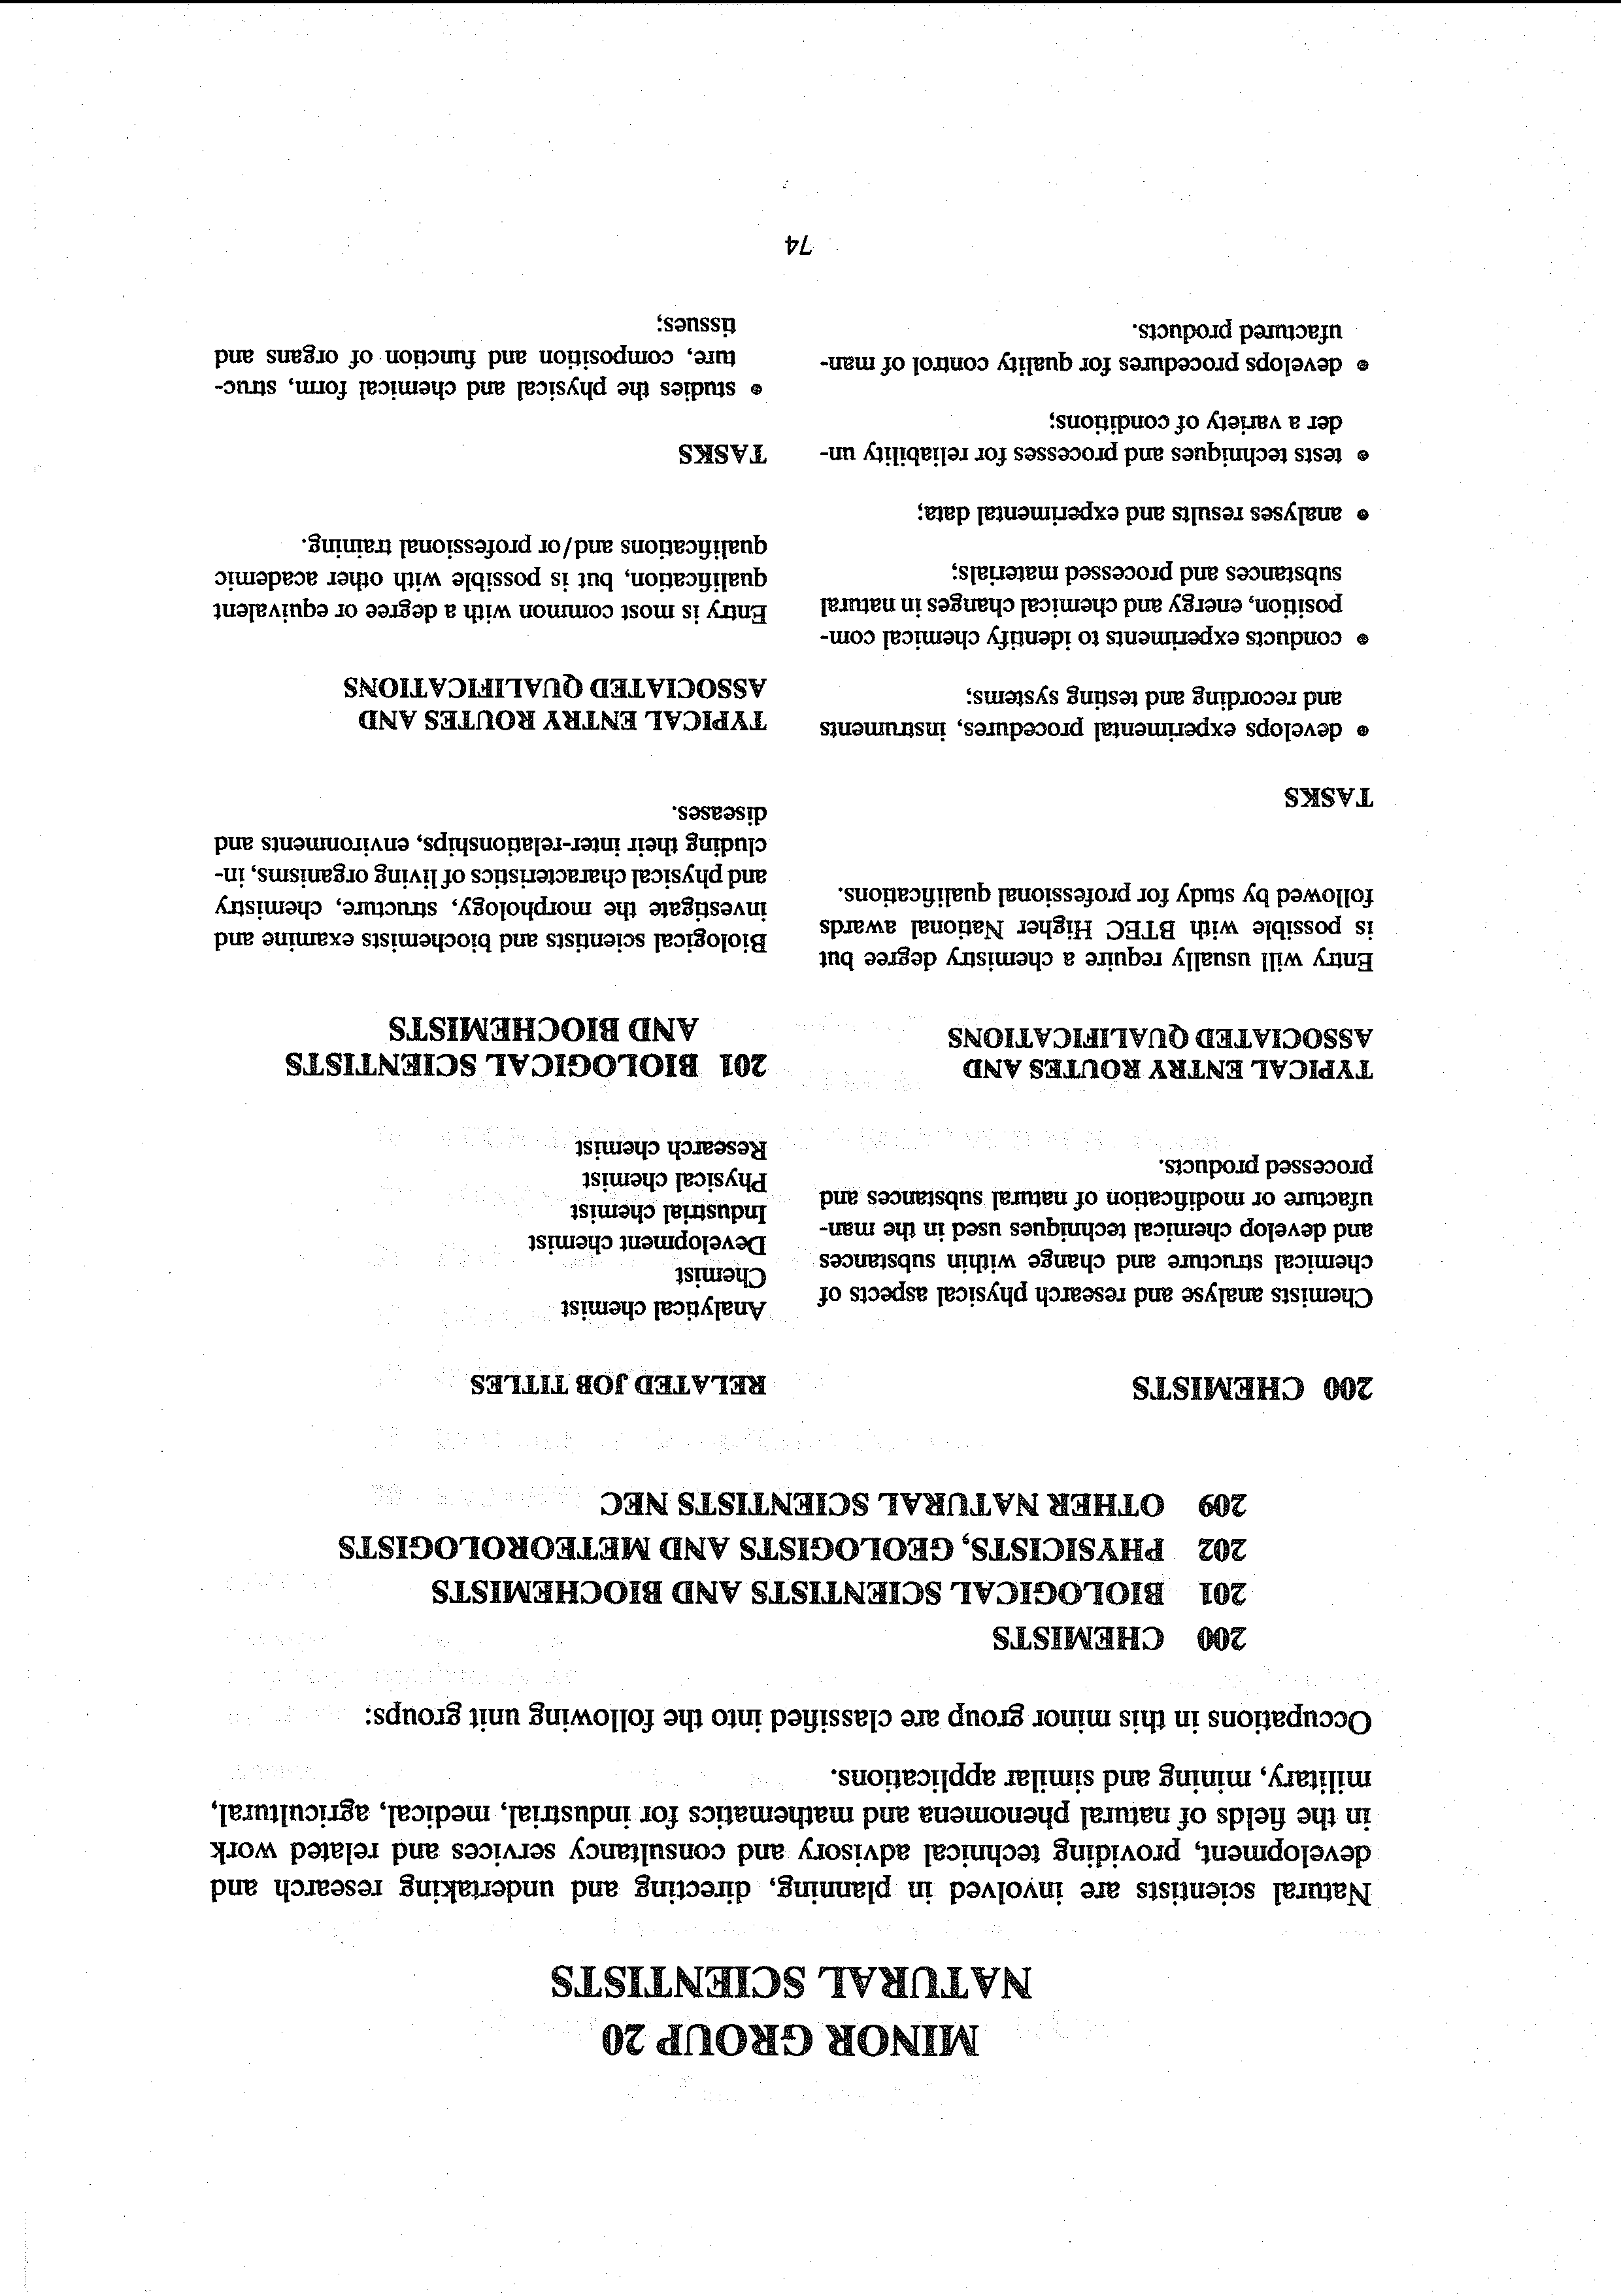 MINOR GROUP 20
NATURAL SCIENTISTS
Natural scientists are involved in planning, directing and undertaking research and
development, providing technical advisory and consultancy services and related work
in the fields of natural phenomena and mathematics for industrial, medical, agricultural,
military, mining and similar applications.
Occupations in this minor group are classified into the following unit groups:
200 CHEMISTS
201 BIOLOGICAL SCIENTISTS AND BIOCHEMISTS
202 PHYSICISTS, GEOLOGISTS AND METEOROLOGISTS
209 OTHER NATURAL SCIENTISTS NEC
200 CHEMISTS
Chemists analyse and research physical aspects of
chemical structure and change within substances
and develop chemical techniques used in the man-
ufacture or modification of natural substances and
processed products.
TYPICAL ENTRY ROUTES AND
ASSOCIATED QUALIFICATIONS
Entry will usually require a chemistry degree but
is possible with BTEC Higher National awards
followed by study for professional qualifications.
TASKS
• develops experimental procedures, instruments
and recording and testing systems;
• conducts experiments to identify chemical com-
position, energy and chemical changes in natural
substances and processed materials;
• analyses results and experimental data;
• tests techniques and processes for reliability un-
der a variety of conditions;
• develops procedures for quality control of man-
ufactured products.
RELATED JOB TITLES
Analytical chemist
Chemist
Development chemist
Industrial chemist
Physical chemist
Research chemist
201 BIOLOGICAL SCIENTISTS
AND BIOCHEMISTS
Biological scientists and biochemists examine and
investigate the morphology, structure, chemistry
and physical characteristics of living organisms, in-
cluding their inter-relationships, environments and
diseases.
TYPICAL ENTRY ROUTES AND
ASSOCIATED QUALIFICATIONS
Entry is most common with a degree or equivalent
qualification, but is possible with other academic
qualifications and/or professional training.
TASKS
• studies the physical and chemical form, struc-
ture, composition and function of organs and
tissues;
74